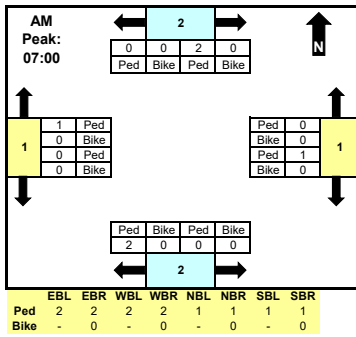 AM
Peak:
07:00
2
N
0 0 2 0
Ped Bike Ped Bike
1 Ped
0 Bike
0 Ped
0 Bike
1
Ped 0
Bike 0
Ped 1
Bike 0
1
Ped Bike Ped Bike
2 0 0 0
2
EBL EBR WBL WBR NBL NBR SBL SBR
Ped 2 2 2 2 1 1 1 1
Bike - 0 - 0 - 0 - 0